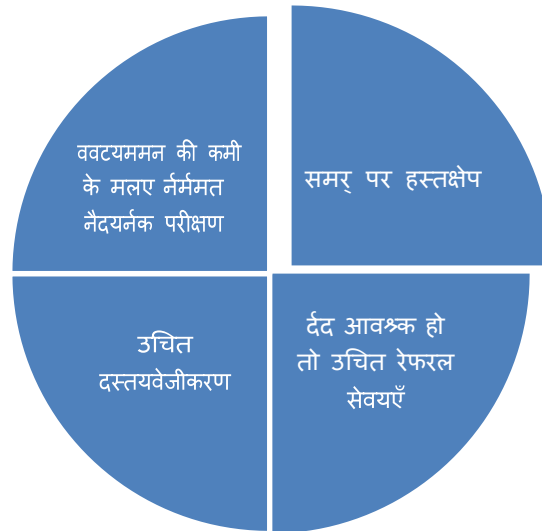 ववटयममन की कमी
के मलए र्नर्ममत
नैदयर्नक परीक्षण
समर् पर हस्तक्षेप
उचित
दस्तयवेजीकरण
र्दद आवश्र्क हो
तो उचित रेफरल
सेवयएँ